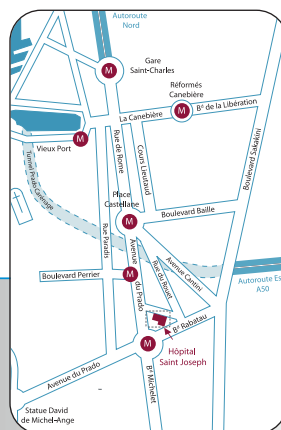 Autoroute
Nord
Gare
Saint-Charles
M
Réformés
Canebière
M
Bᵈ de la Libération
La Canebière
Vieux Port
M
Rue de Rome
Cours Lieutaud
Boulevard Sakakini
Tunnel Prado Carénage
Place
Castellane
M
Boulevard Baille
Rue Paradis
Avenue du Prado
Rue du Rouet
Avenue Cantini
Boulevard Perrier
M
Autoroute Es
A50
Bᵈ Rabatau
M
Hôpital
Saint Joseph
Avenue du Prado
Bᵈ Michelet
Statue David
de Michel-Ange